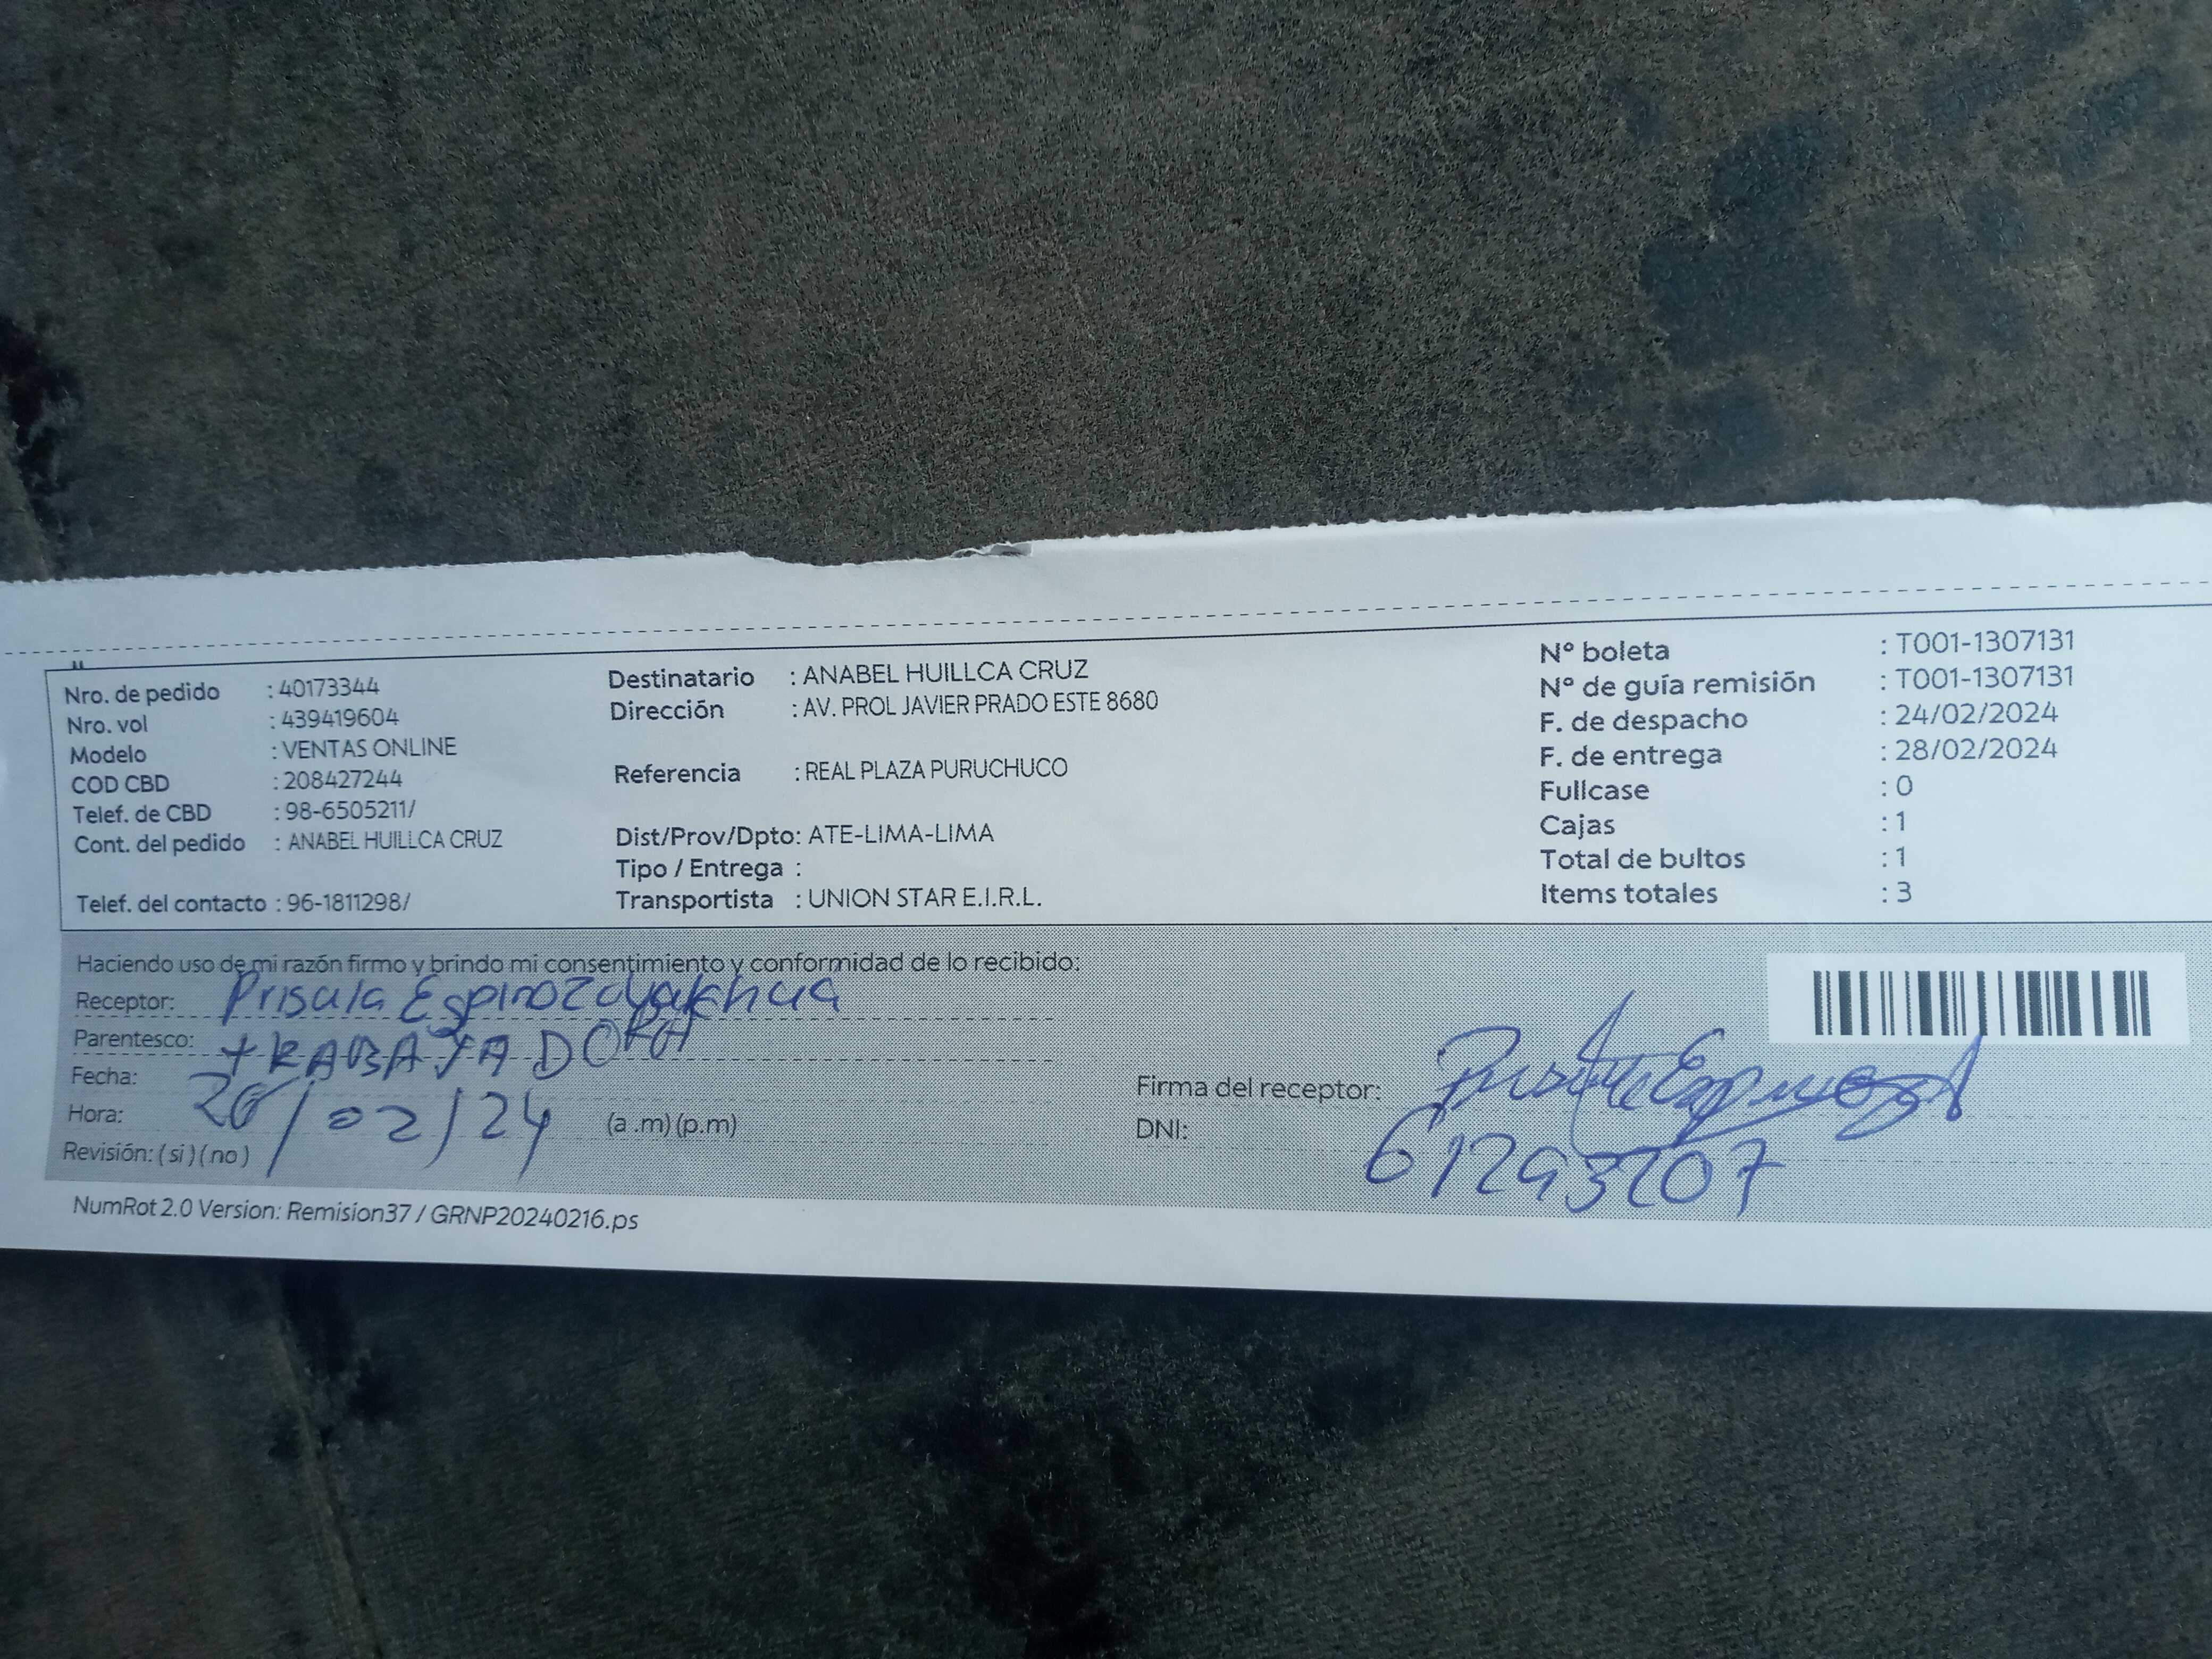 Nro. de pedido : 40173344
Nro. vol : 439419604
Modelo : VENTAS ONLINE
COD CBD : 208427244
Telef. de CBD : 98-6505211/
Cont. del pedido : ANABEL HUILLCA CRUZ
Telef. del contacto : 96-1811298/
Destinatario : ANABEL HUILLCA CRUZ
Dirección : AV. PROL JAVIER PRADO ESTE 8680
Referencia : REAL PLAZA PURUCHUCO
Dist/Prov/Dpto: ATE-LIMA-LIMA
Tipo / Entrega :
Transportista : UNION STAR E.I.R.L.
Nº boleta : T001-1307131
Nº de guía remisión : T001-1307131
F. de despacho : 24/02/2024
F. de entrega : 28/02/2024
Fullcase : 0
Cajas : 1
Total de bultos : 1
Items totales : 3
Haciendo uso de mi razón firmo y brindo mi consentimiento y conformidad de lo recibido:
Receptor:
Parentesco: tRABAJADORA
Fecha: /02/24
Hora: (a .m) (p.m)
Revisión: ( si ) ( no )
Firma del receptor:
DNI: 61293207
NumRot 2.0 Version: Remision37 / GRNP20240216.ps